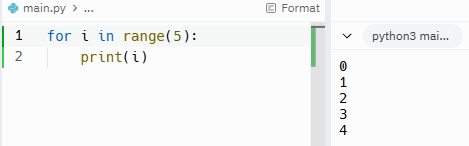 main.py > ...
Format
1 for i in range(5):
2 print(i)
python3 mai...
0
1
2
3
4